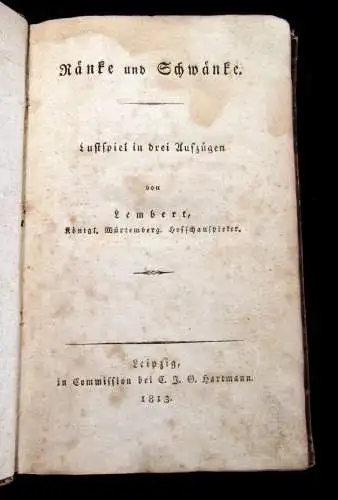 Ränke und Schwänke.
Lustspiel in drei Aufzügen
von
Lembert,
Königl. Würtemberg. Hofschauspieler.
Leipzig,
in Commission bei C. J. G. Hartmann.
1813.